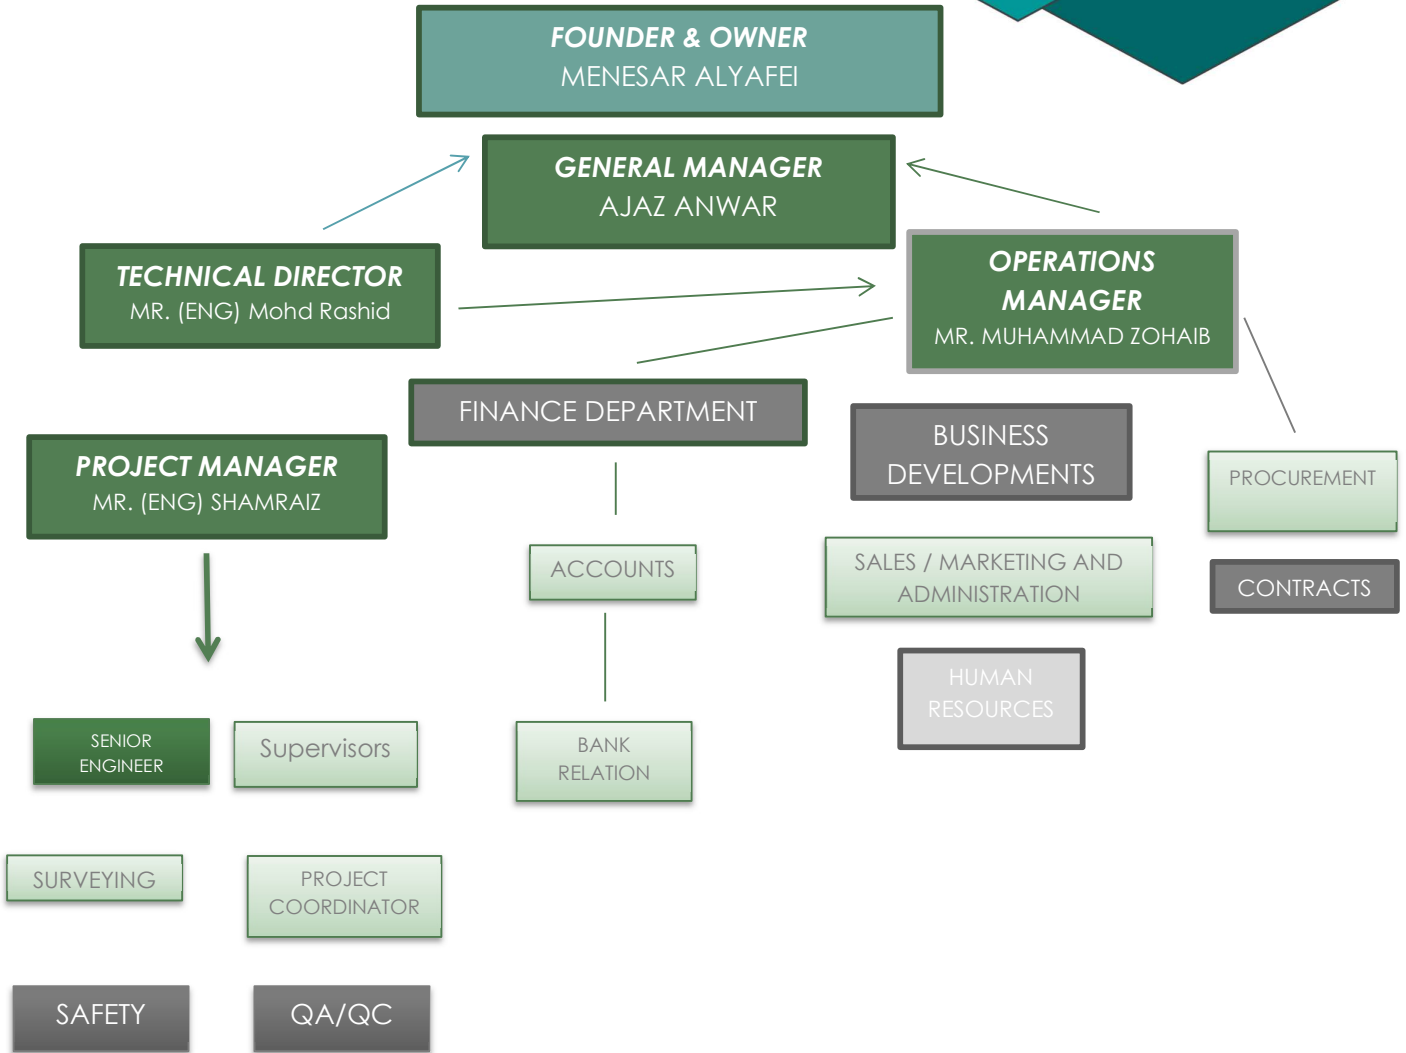 FOUNDER & OWNER
MENESAR ALYAFEI
GENERAL MANAGER
AJAZ ANWAR
TECHNICAL DIRECTOR
MR. (ENG) Mohd Rashid
OPERATIONS
MANAGER
MR. MUHAMMAD ZOHAIB
FINANCE DEPARTMENT
BUSINESS
DEVELOPMENTS
PROJECT MANAGER
MR. (ENG) SHAMRAIZ
PROCUREMENT
ACCOUNTS
SALES / MARKETING AND
ADMINISTRATION
CONTRACTS
HUMAN
RESOURCES
SENIOR
ENGINEER
Supervisors
BANK
RELATION
SURVEYING
PROJECT
COORDINATOR
SAFETY
QA/QC